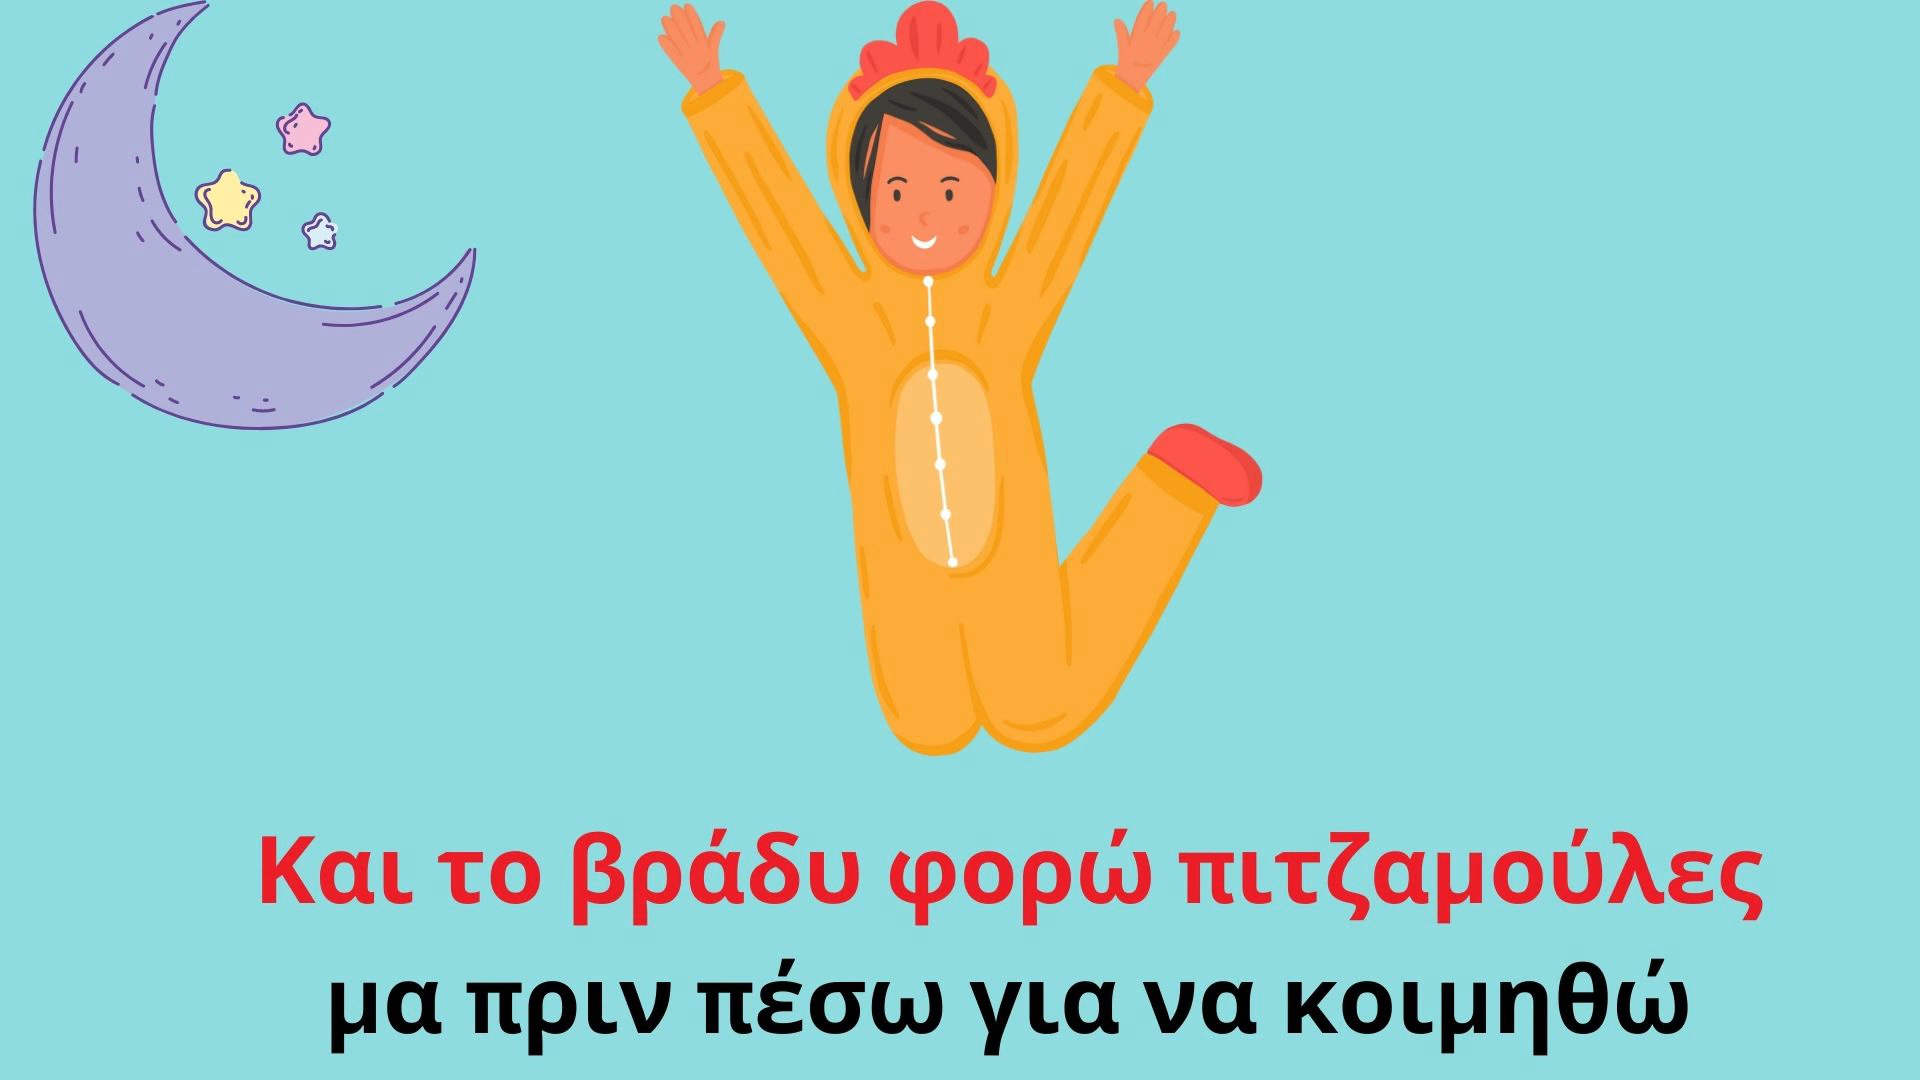 Και το βράδυ φορώ πιτζαμούλες
μα πριν πέσω για να κοιμηθώ